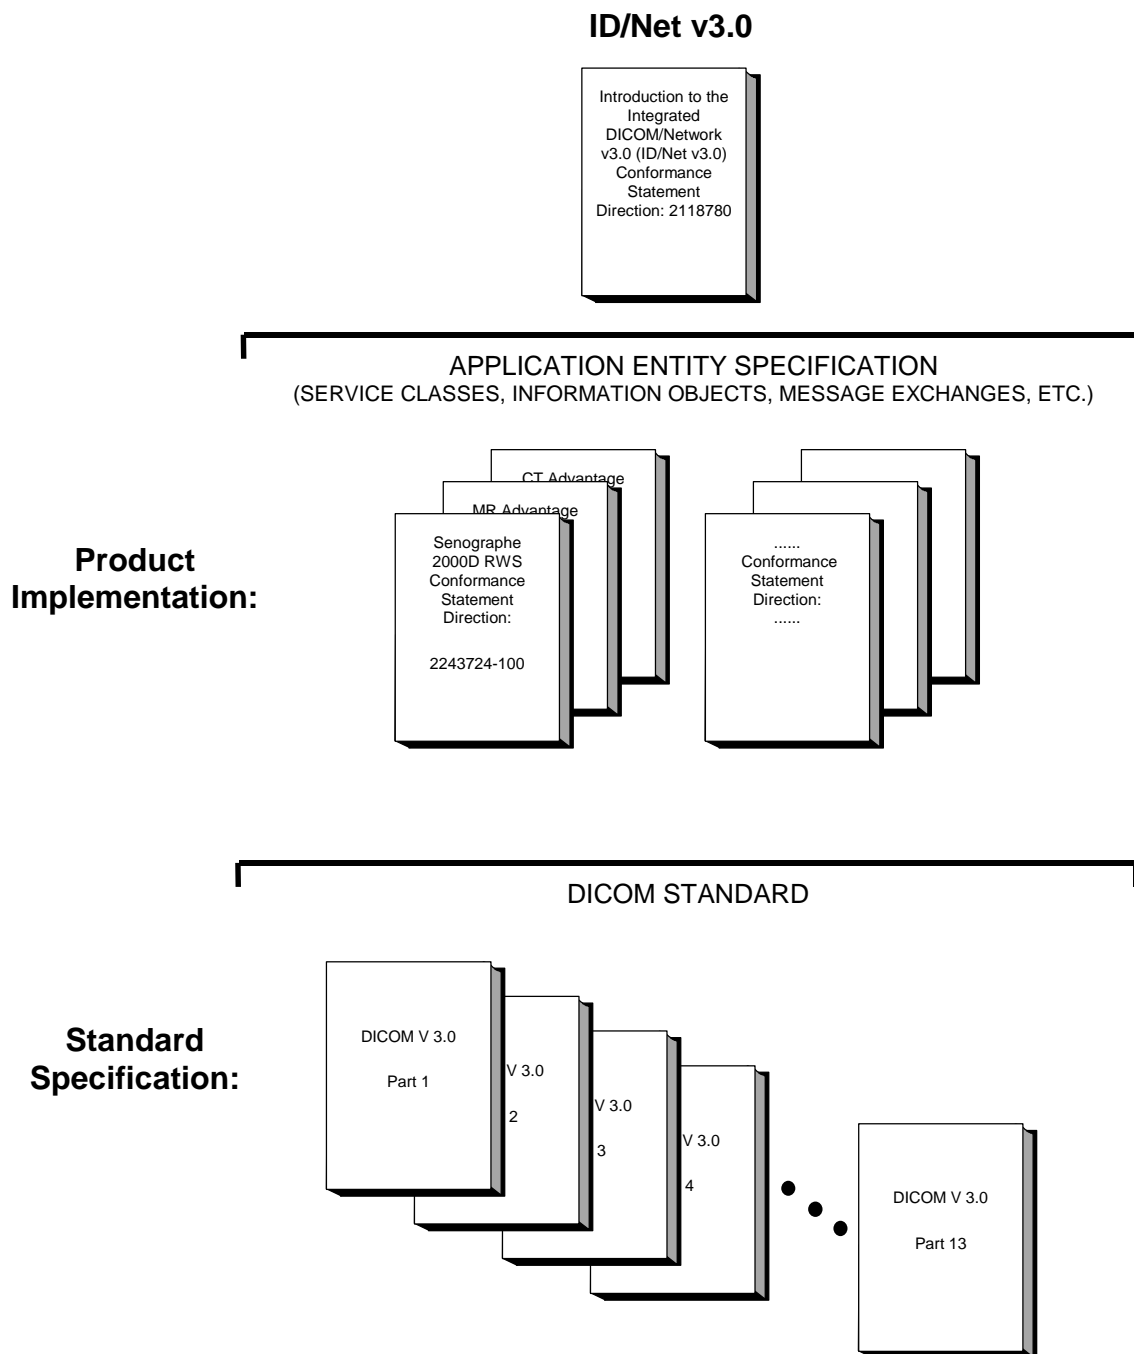 ID/Net v3.0
Introduction to the
Integrated
DICOM/Network
v3.0 (ID/Net v3.0)
Conformance
Statement
Direction: 2118780
APPLICATION ENTITY SPECIFICATION
(SERVICE CLASSES, INFORMATION OBJECTS, MESSAGE EXCHANGES, ETC.)
Product
Implementation:
CT Advantage
MR Advantage
Senographe
2000D RWS
Conformance
Statement
Direction:
2243724-100
......
Conformance
Statement
Direction:
......
DICOM STANDARD
Standard
Specification:
DICOM V 3.0
Part 1
V 3.0
2
V 3.0
3
V 3.0
4
DICOM V 3.0
Part 13